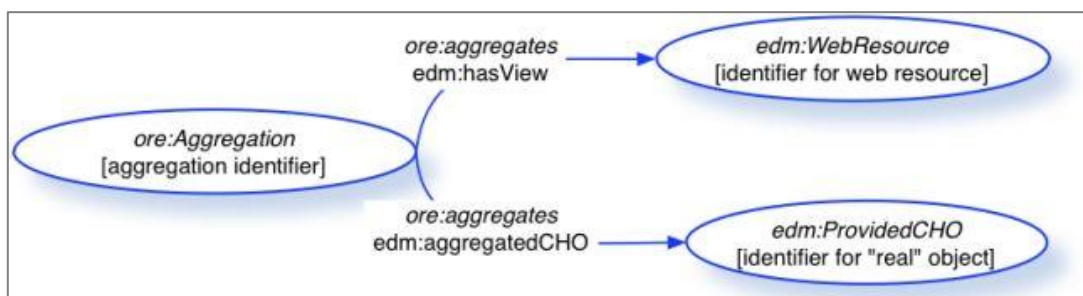 ore:aggregates
edm:hasView
edm:WebResource
[identifier for web resource]
ore:Aggregation
[aggregation identifier]
ore:aggregates
edm:aggregatedCHO
edm:ProvidedCHO
[identifier for "real" object]